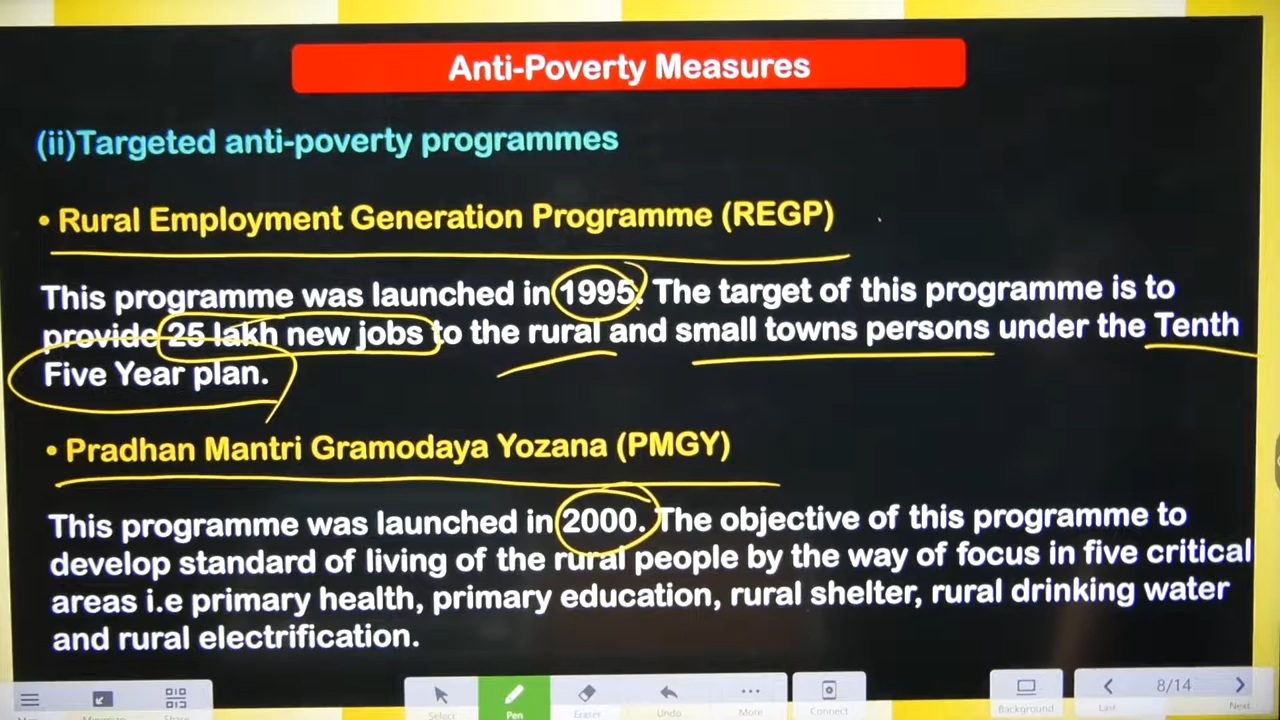 Anti-Poverty Measures
(ii)Targeted anti-poverty programmes
• Rural Employment Generation Programme (REGP)
This programme was launched in 1995. The target of this programme is to
provide 25 lakh new jobs to the rural and small towns persons under the Tenth
Five Year plan.
• Pradhan Mantri Gramodaya Yozana (PMGY)
This programme was launched in 2000. The objective of this programme to
develop standard of living of the rural people by the way of focus in five critical
areas i.e primary health, primary education, rural shelter, rural drinking water
and rural electrification.
Share Select Pen Eraser Undo More Connect Background Last 8/14 Next